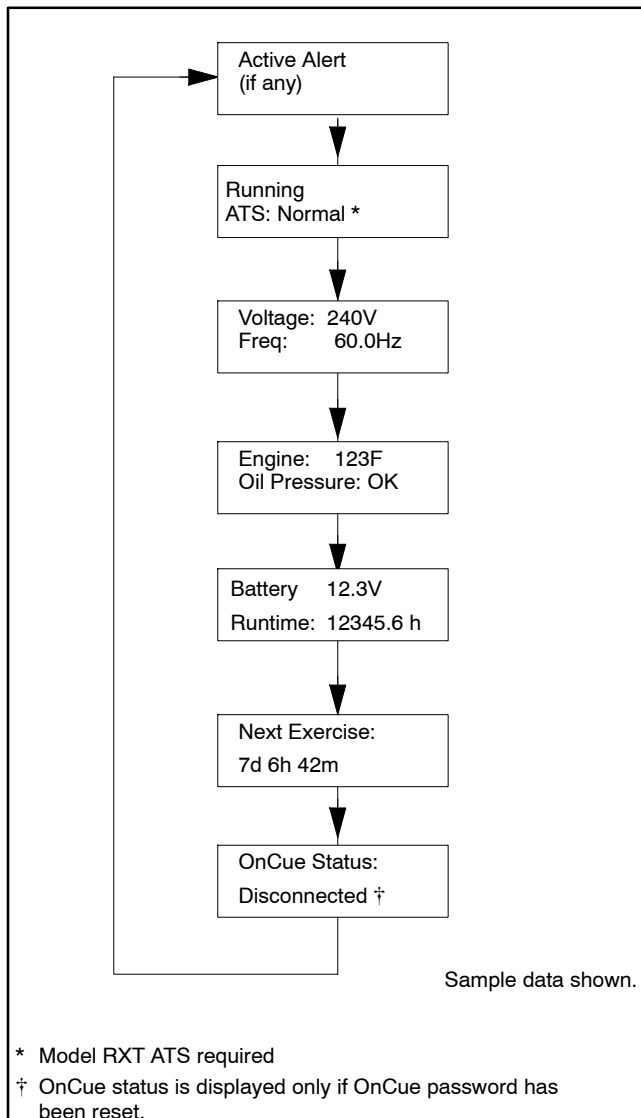 Active Alert
(if any)
Running
ATS: Normal *
Voltage: 240V
Freq: 60.0Hz
Engine: 123F
Oil Pressure: OK
Battery 12.3V
Runtime: 12345.6 h
Next Exercise:
7d 6h 42m
OnCue Status:
Disconnected †
Sample data shown.
* Model RXT ATS required
† OnCue status is displayed only if OnCue password has
been reset.